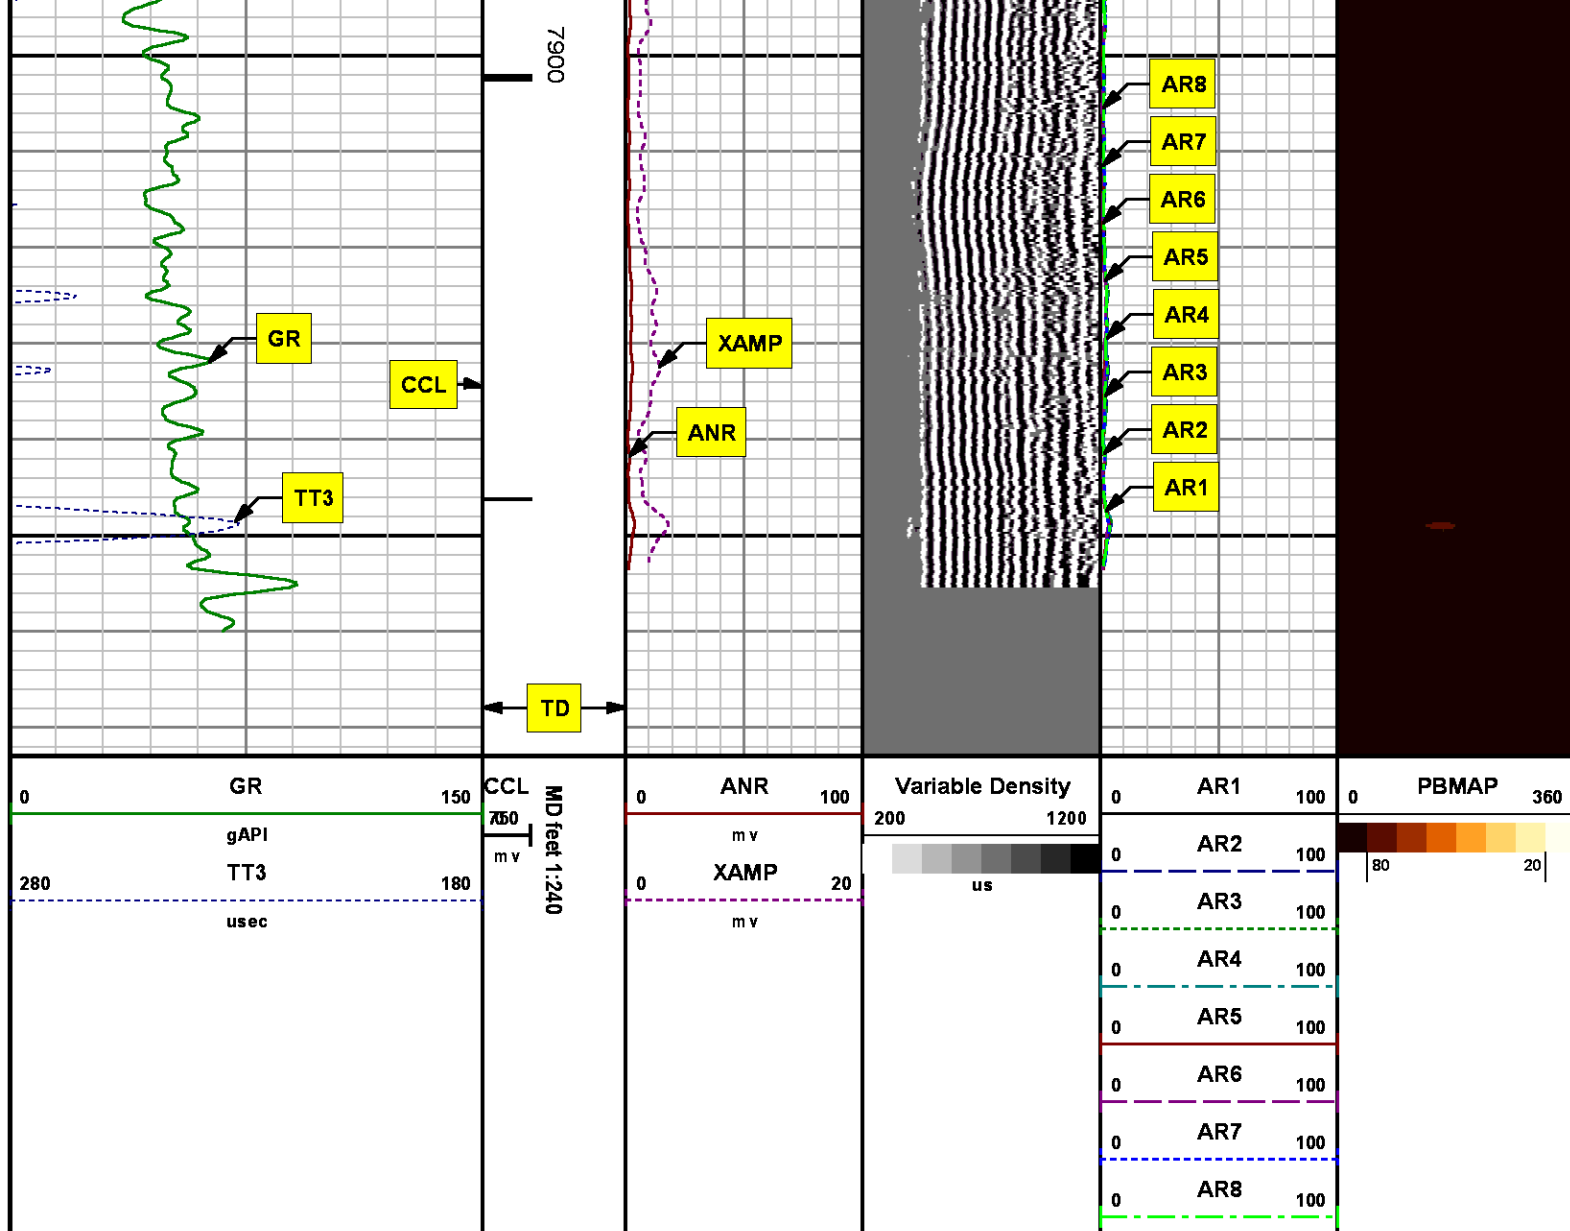 7900
AR8
AR7
AR6
AR5
GR
AR4
XAMP
CCL
AR3
ANR
AR2
TT3
AR1
TD
0 GR 150
gAPI
TT3
280 180
usec
CCL
mv
MD feet 1:240
0 ANR 100
mv
XAMP
0 20
mv
Variable Density
200 1200
us
0 AR1 100
0 AR2 100
0 AR3 100
0 AR4 100
0 AR5 100
0 AR6 100
0 AR7 100
0 AR8 100
0 PBMAP 360
80 20